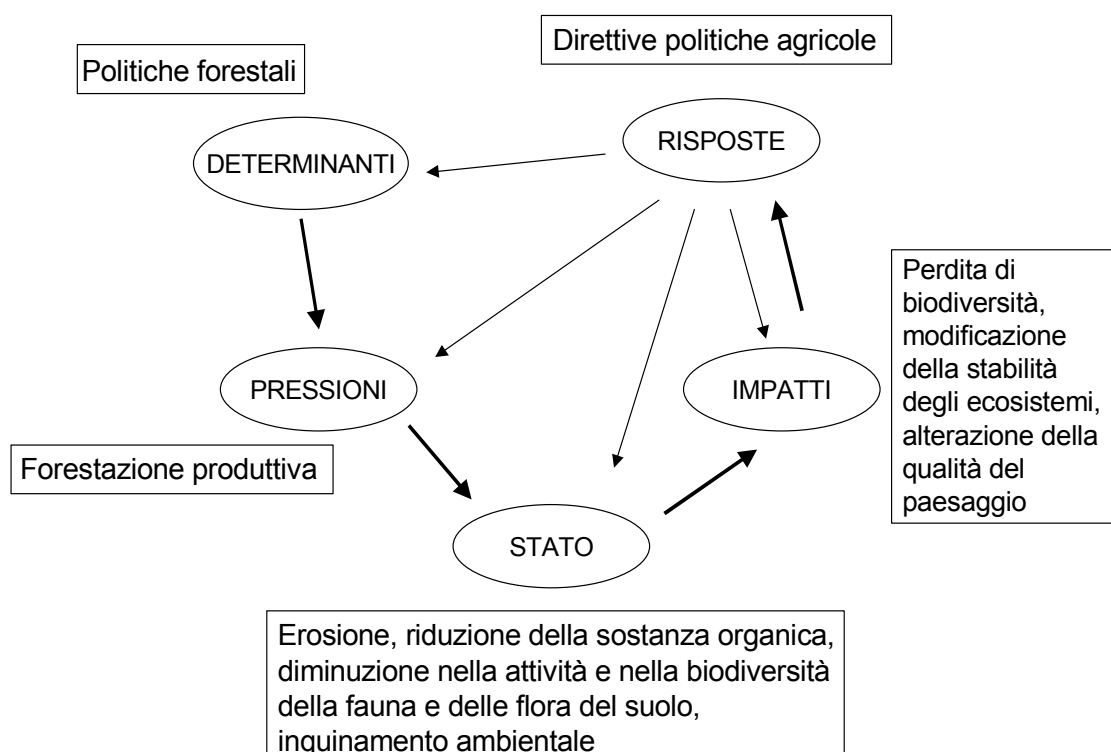 Direttive politiche agricole
Politiche forestali
DETERMINANTI
RISPOSTE
Perdita di
biodiversità,
modificazione
della stabilità
degli ecosistemi,
alterazione della
qualità del
paesaggio
PRESSIONI
IMPATTI
Forestazione produttiva
STATO
Erosione, riduzione della sostanza organica,
diminuzione nella attività e nella biodiversità
della fauna e delle flora del suolo,
inquinamento ambientale